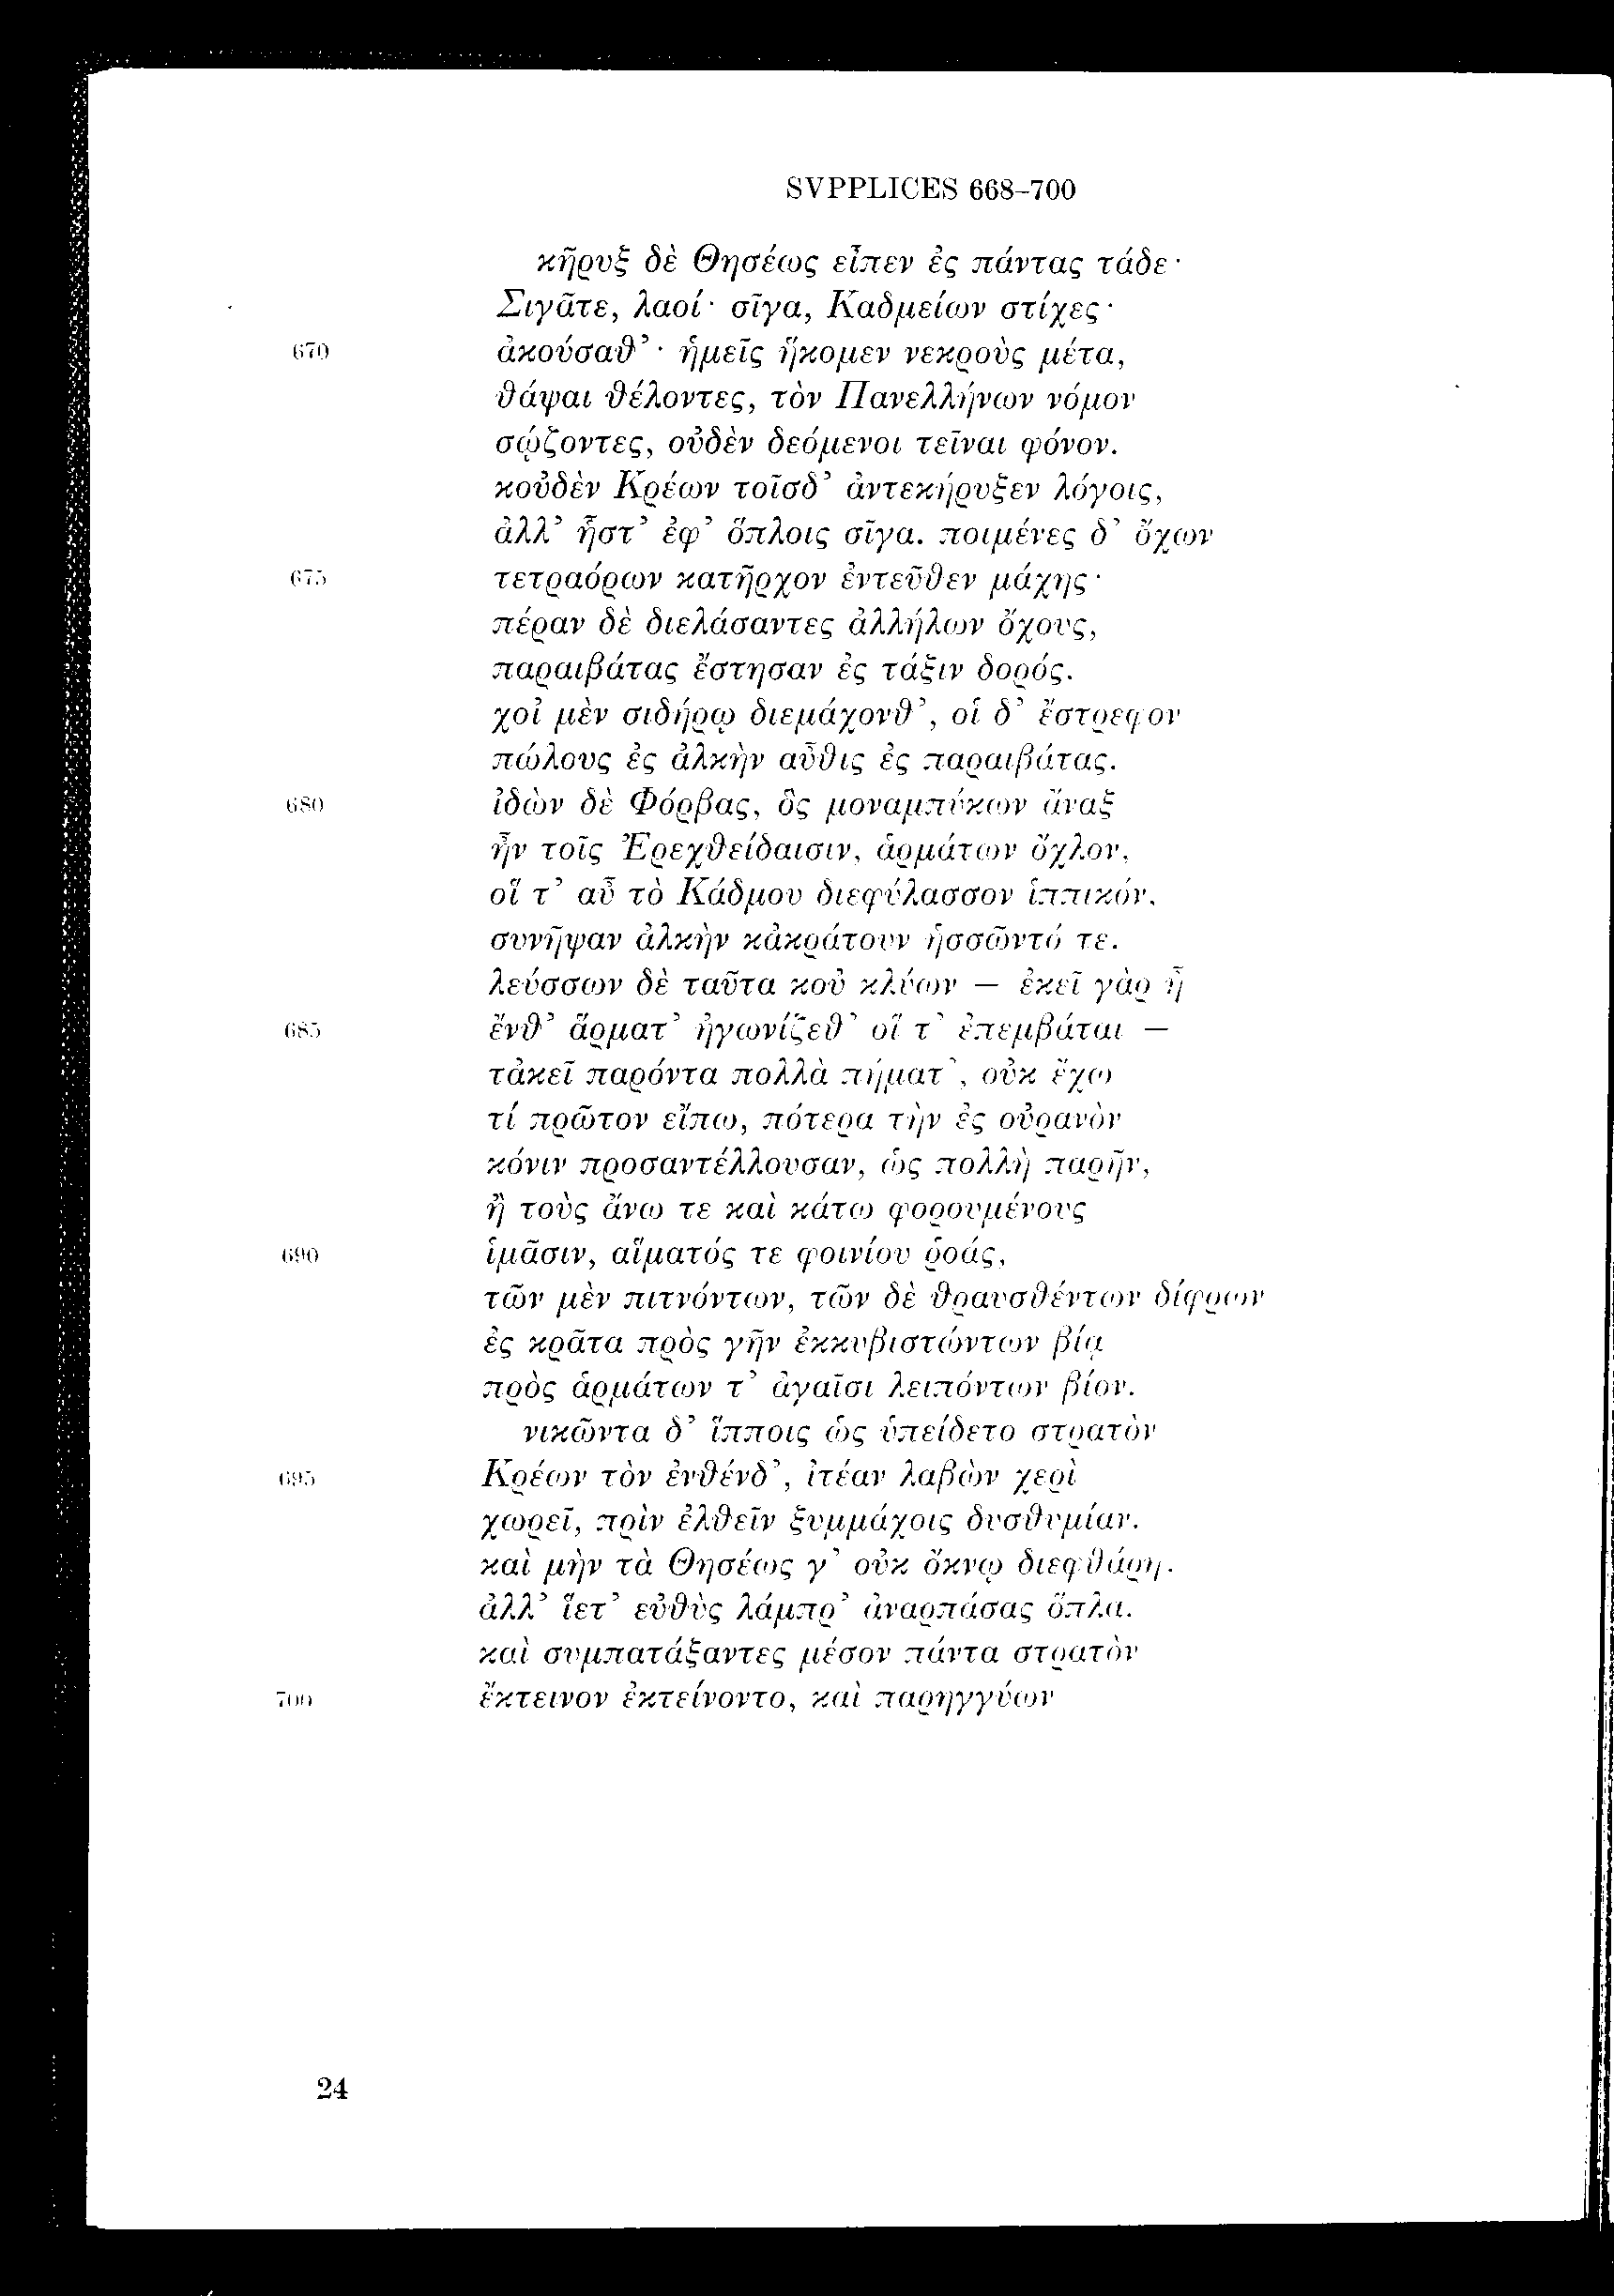 SVPPLICES 668–700
κῆρυξ δὲ Θησέως εἶπεν ἐς πάντας τάδε·
Σιγᾶτε, λαοί· σῖγα, Καδμείων στίχες·
670 ἀκούσαθ’· ἡμεῖς ἥκομεν νεκροὺς μέτα,
θάψαι θέλοντες, τὸν Πανελλήνων νόμον
σῴζοντες, οὐδὲν δεόμενοι τεῖναι φόνον.
κοὐδὲν Κρέων τοῖσδ’ ἀντεκήρυξεν λόγοις,
ἀλλ’ ἧστ’ ἐφ’ ὅπλοις σῖγα. ποιμένες δ’ ὄχων
675 τετραόρων κατῆρχον ἐντεῦθεν μάχης·
πέραν δὲ διελάσαντες ἀλλήλων ὄχους,
παραιβάτας ἔστησαν ἐς τάξιν δορός.
χοἰ μὲν σιδήρῳ διεμάχονθ’, οἱ δ’ ἔστρεφον
πώλους ἐς ἀλκὴν αὖθις ἐς παραιβάτας.
680 ἰδὼν δὲ Φόρβας, ὃς μοναμπύκων ἄναξ
ἦν τοῖς Ἐρεχθείδαισιν, ἁρμάτων ὄχλον,
οἵ τ’ αὖ τὸ Κάδμου διεφύλασσον ἱππικόν,
συνῆψαν ἀλκὴν κἀκράτουν ἡσσῶντό τε.
λεύσσων δὲ ταῦτα κοὐ κλύων – ἐκεῖ γὰρ ἦ
685 ἔνθ’ ἅρματ’ ἠγωνίζεθ’ οἵ τ’ ἐπεμβάται –
τἀκεῖ παρόντα πολλὰ πήματ’, οὐκ ἔχω
τί πρῶτον εἴπω, πότερα τὴν ἐς οὐρανὸν
κόνιν προσαντέλλουσαν, ὡς πολλὴ παρῆν,
ἢ τοὺς ἄνω τε καὶ κάτω φορουμένους
690 ἱμᾶσιν, αἵματός τε φοινίου ῥοάς,
τῶν μὲν πιτνόντων, τῶν δὲ θραυσθέντων δίφρων
ἐς κρᾶτα πρὸς γῆν ἐκκυβιστώντων βίᾳ
πρὸς ἁρμάτων τ’ ἀγαῖσι λειπόντων βίον.
νικῶντα δ’ ἵπποις ὡς ὑπείδετο στρατὸν
695 Κρέων τὸν ἐνθένδ’, ἰτέαν λαβὼν χερὶ
χωρεῖ, πρὶν ἐλθεῖν ξυμμάχοις δυσθυμίαν.
καὶ μὴν τὰ Θησέως γ’ οὐκ ὄκνῳ διεφθάρη.
ἀλλ’ ἵετ’ εὐθὺς λάμπρ’ ἀναρπάσας ὅπλα.
καὶ συμπατάξαντες μέσον πάντα στρατὸν
700 ἔκτεινον ἐκτείνοντο, καὶ παρηγγύων
24